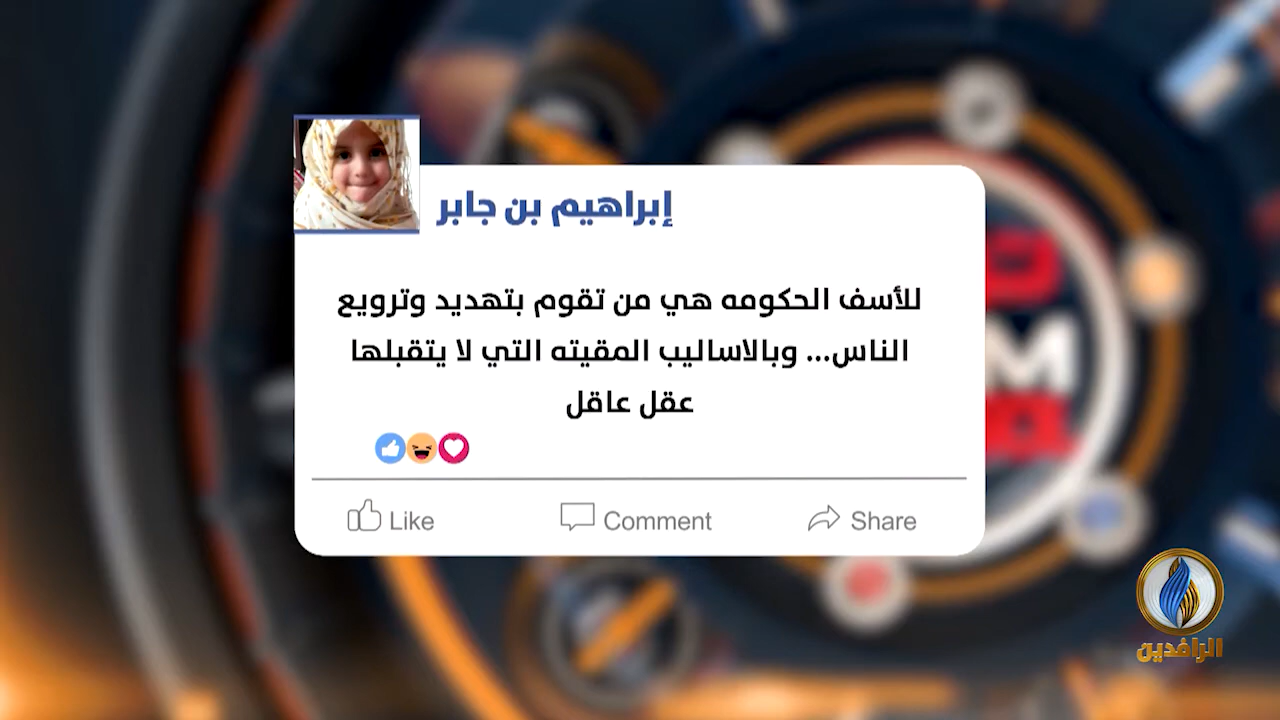 إبراهيم بن جابر
للأسف الحكومه هي من تقوم بتهديد وترويع
الناس... وبالاساليب المقيته التي لا يتقبلها
عقل عاقل
Like
Comment
Share
M
الرافدين